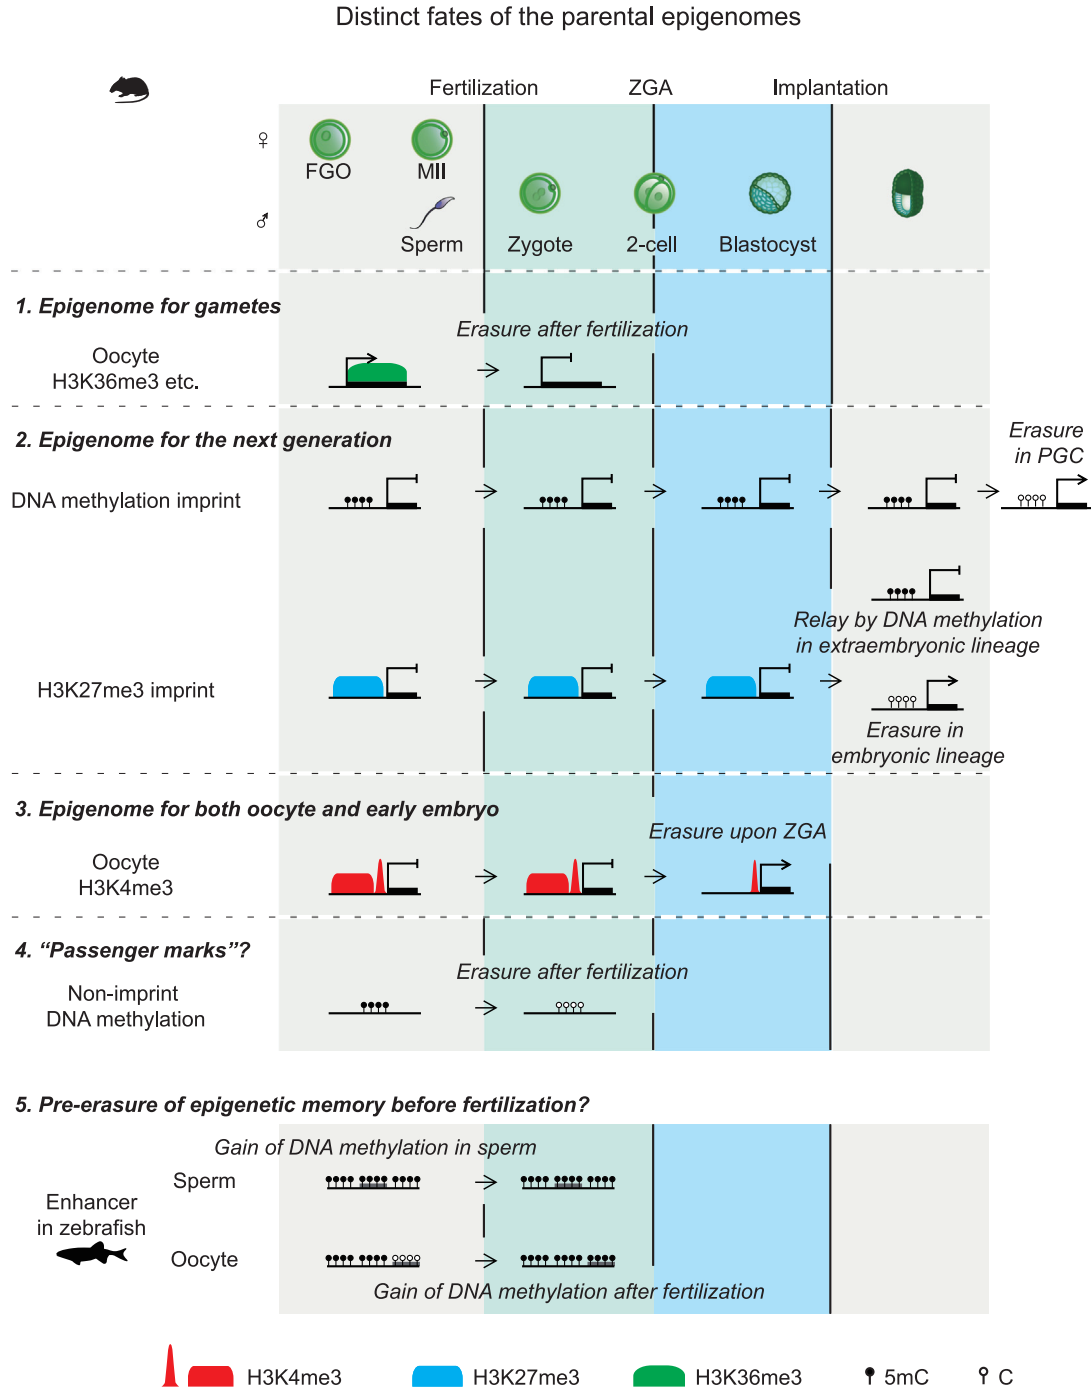 Distinct fates of the parental epigenomes
Fertilization ZGA Implantation
♀
FGO MII
♂
Sperm Zygote 2-cell Blastocyst
1. Epigenome for gametes
Erasure after fertilization
Oocyte
H3K36me3 etc.
2. Epigenome for the next generation
Erasure
in PGC
DNA methylation imprint
Relay by DNA methylation
in extraembryonic lineage
H3K27me3 imprint
Erasure in
embryonic lineage
3. Epigenome for both oocyte and early embryo
Erasure upon ZGA
Oocyte
H3K4me3
4. “Passenger marks”?
Erasure after fertilization
Non-imprint
DNA methylation
5. Pre-erasure of epigenetic memory before fertilization?
Gain of DNA methylation in sperm
Sperm
Enhancer
in zebrafish
Oocyte
Gain of DNA methylation after fertilization
H3K4me3 H3K27me3 H3K36me3 5mC C